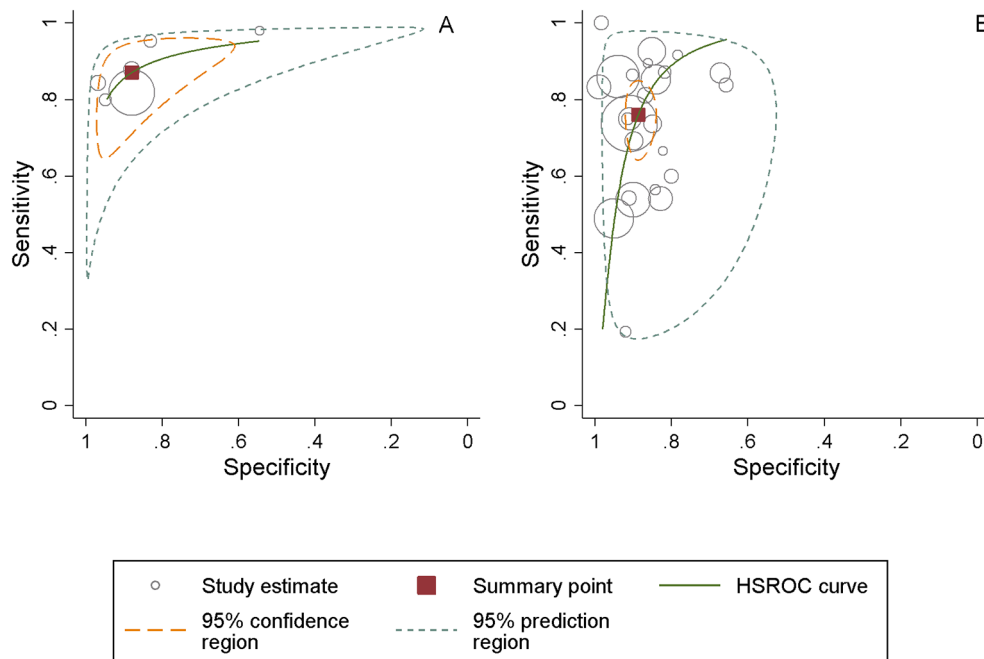 A
B
1
.8
.6
.4
.2
0
Sensitivity
1
.8
.6
.4
.2
0
Specificity
1
.8
.6
.4
.2
0
Sensitivity
1
.8
.6
.4
.2
0
Specificity
Study estimate
Summary point
HSROC curve
95% confidence
region
95% prediction
region